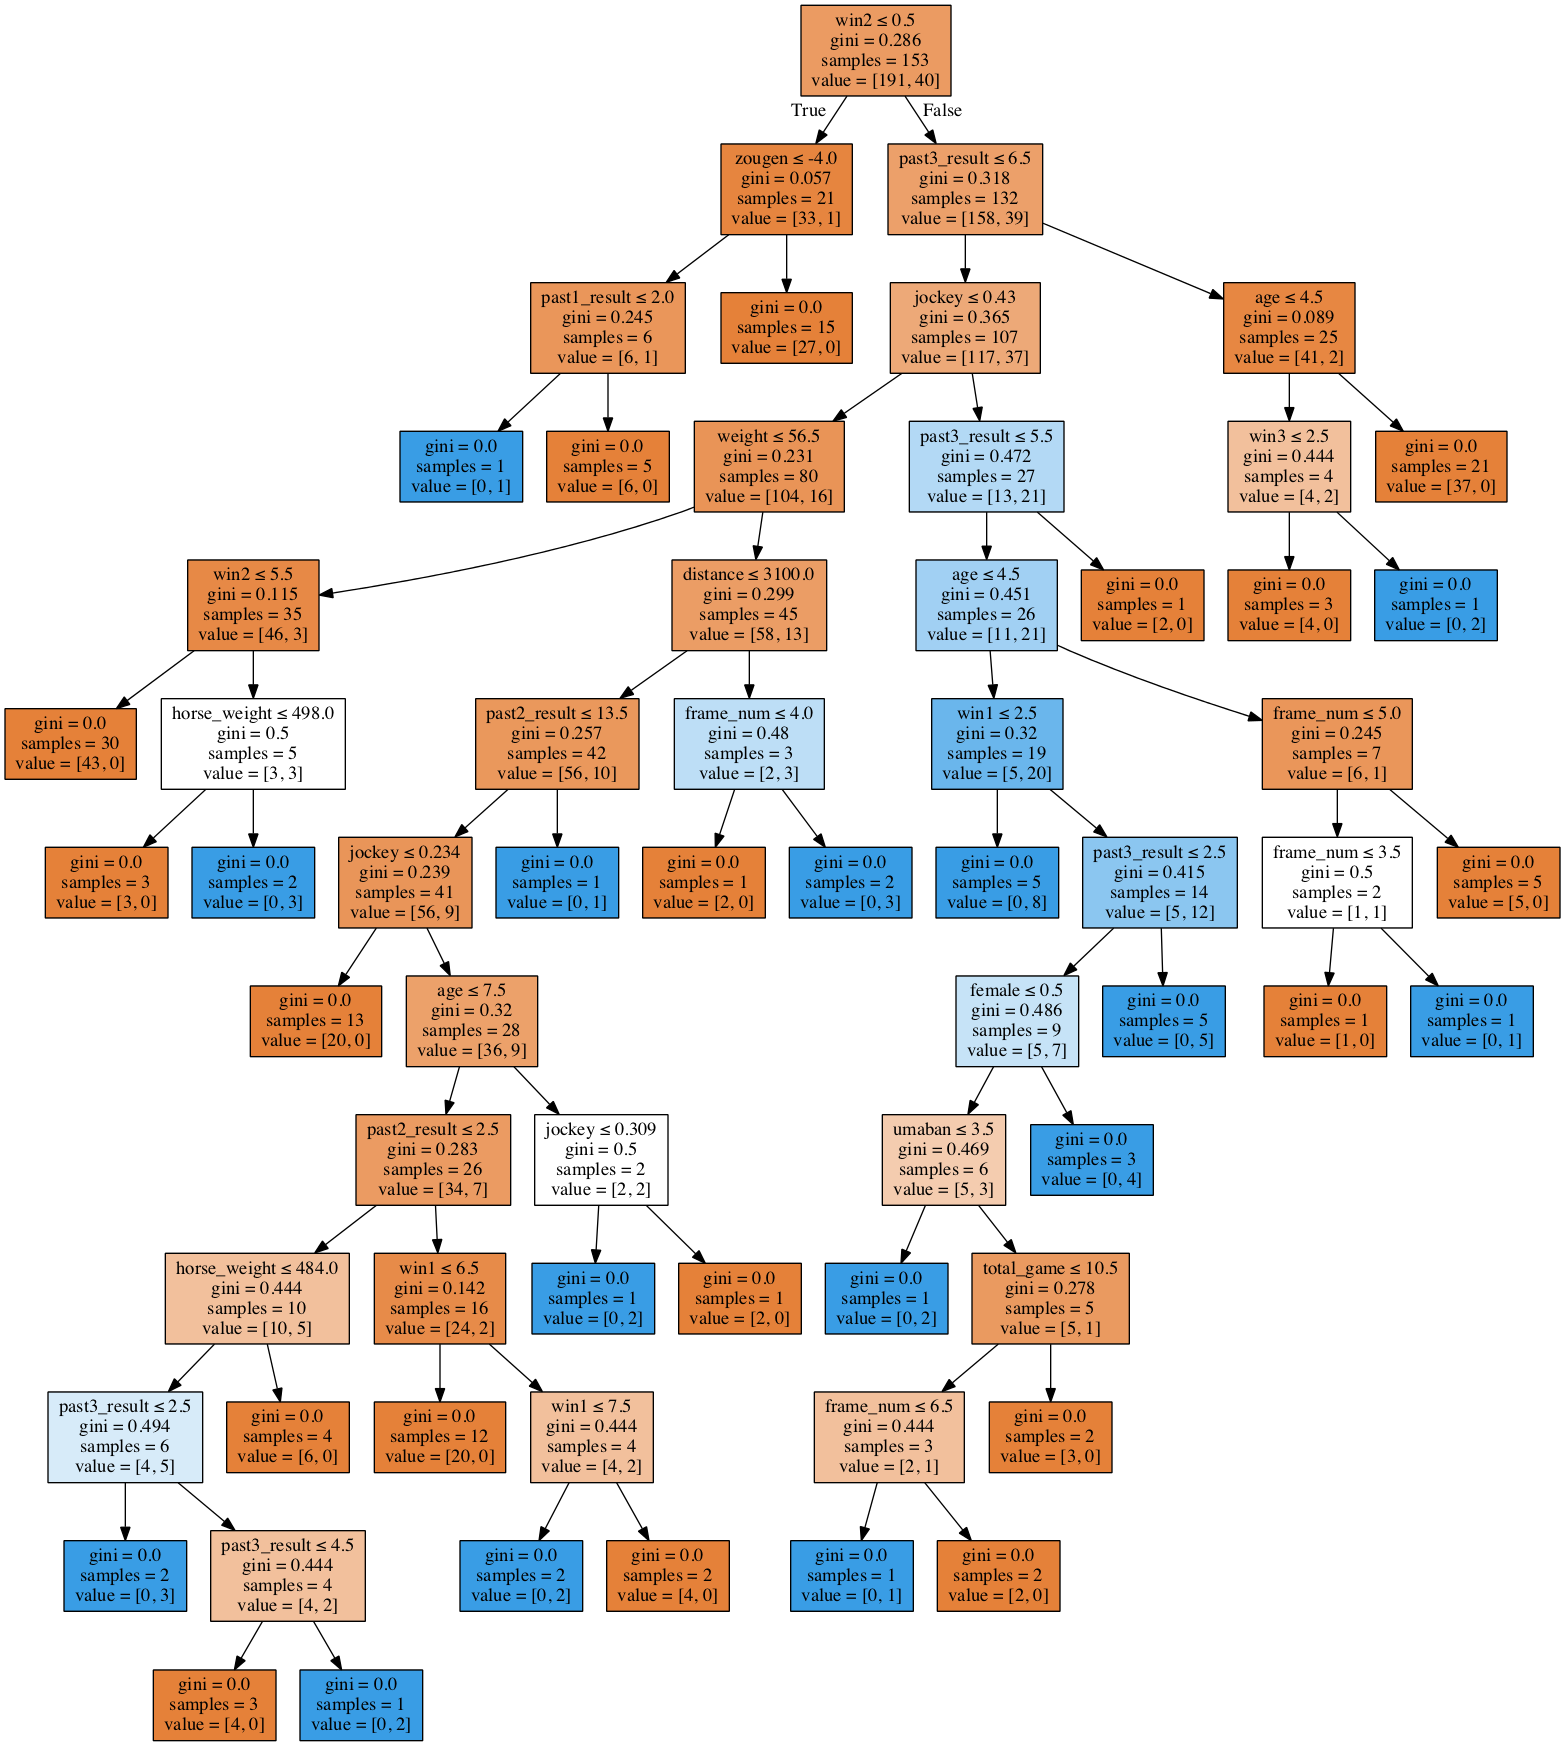 win2 ≤ 0.5
gini = 0.286
samples = 153
value = [191, 40]
True
False
zougen ≤ -4.0
gini = 0.057
samples = 21
value = [33, 1]
past3_result ≤ 6.5
gini = 0.318
samples = 132
value = [158, 39]
past1_result ≤ 2.0
gini = 0.245
samples = 6
value = [6, 1]
gini = 0.0
samples = 15
value = [27, 0]
jockey ≤ 0.43
gini = 0.365
samples = 107
value = [117, 37]
age ≤ 4.5
gini = 0.089
samples = 25
value = [41, 2]
gini = 0.0
samples = 1
value = [0, 1]
gini = 0.0
samples = 5
value = [6, 0]
weight ≤ 56.5
gini = 0.231
samples = 80
value = [104, 16]
past3_result ≤ 5.5
gini = 0.472
samples = 27
value = [13, 21]
win3 ≤ 2.5
gini = 0.444
samples = 4
value = [4, 2]
gini = 0.0
samples = 21
value = [37, 0]
win2 ≤ 5.5
gini = 0.115
samples = 35
value = [46, 3]
distance ≤ 3100.0
gini = 0.299
samples = 45
value = [58, 13]
age ≤ 4.5
gini = 0.451
samples = 26
value = [11, 21]
gini = 0.0
samples = 1
value = [2, 0]
gini = 0.0
samples = 3
value = [4, 0]
gini = 0.0
samples = 1
value = [0, 2]
gini = 0.0
samples = 30
value = [43, 0]
horse_weight ≤ 498.0
gini = 0.5
samples = 5
value = [3, 3]
past2_result ≤ 13.5
gini = 0.257
samples = 42
value = [56, 10]
frame_num ≤ 4.0
gini = 0.48
samples = 3
value = [2, 3]
win1 ≤ 2.5
gini = 0.32
samples = 19
value = [5, 20]
frame_num ≤ 5.0
gini = 0.245
samples = 7
value = [6, 1]
gini = 0.0
samples = 3
value = [3, 0]
gini = 0.0
samples = 2
value = [0, 3]
jockey ≤ 0.234
gini = 0.239
samples = 41
value = [56, 9]
gini = 0.0
samples = 1
value = [0, 1]
gini = 0.0
samples = 1
value = [2, 0]
gini = 0.0
samples = 2
value = [0, 3]
gini = 0.0
samples = 5
value = [0, 8]
past3_result ≤ 2.5
gini = 0.415
samples = 14
value = [5, 12]
frame_num ≤ 3.5
gini = 0.5
samples = 2
value = [1, 1]
gini = 0.0
samples = 5
value = [5, 0]
gini = 0.0
samples = 13
value = [20, 0]
age ≤ 7.5
gini = 0.32
samples = 28
value = [36, 9]
female ≤ 0.5
gini = 0.486
samples = 9
value = [5, 7]
gini = 0.0
samples = 5
value = [0, 5]
gini = 0.0
samples = 1
value = [1, 0]
gini = 0.0
samples = 1
value = [0, 1]
past2_result ≤ 2.5
gini = 0.283
samples = 26
value = [34, 7]
jockey ≤ 0.309
gini = 0.5
samples = 2
value = [2, 2]
umaban ≤ 3.5
gini = 0.469
samples = 6
value = [5, 3]
gini = 0.0
samples = 3
value = [0, 4]
horse_weight ≤ 484.0
gini = 0.444
samples = 10
value = [10, 5]
win1 ≤ 6.5
gini = 0.142
samples = 16
value = [24, 2]
gini = 0.0
samples = 1
value = [0, 2]
gini = 0.0
samples = 1
value = [2, 0]
gini = 0.0
samples = 1
value = [0, 2]
total_game ≤ 10.5
gini = 0.278
samples = 5
value = [5, 1]
past3_result ≤ 2.5
gini = 0.494
samples = 6
value = [4, 5]
gini = 0.0
samples = 4
value = [6, 0]
gini = 0.0
samples = 12
value = [20, 0]
win1 ≤ 7.5
gini = 0.444
samples = 4
value = [4, 2]
frame_num ≤ 6.5
gini = 0.444
samples = 3
value = [2, 1]
gini = 0.0
samples = 2
value = [3, 0]
gini = 0.0
samples = 2
value = [0, 3]
past3_result ≤ 4.5
gini = 0.444
samples = 4
value = [4, 2]
gini = 0.0
samples = 2
value = [0, 2]
gini = 0.0
samples = 2
value = [4, 0]
gini = 0.0
samples = 1
value = [0, 1]
gini = 0.0
samples = 2
value = [2, 0]
gini = 0.0
samples = 3
value = [4, 0]
gini = 0.0
samples = 1
value = [0, 2]